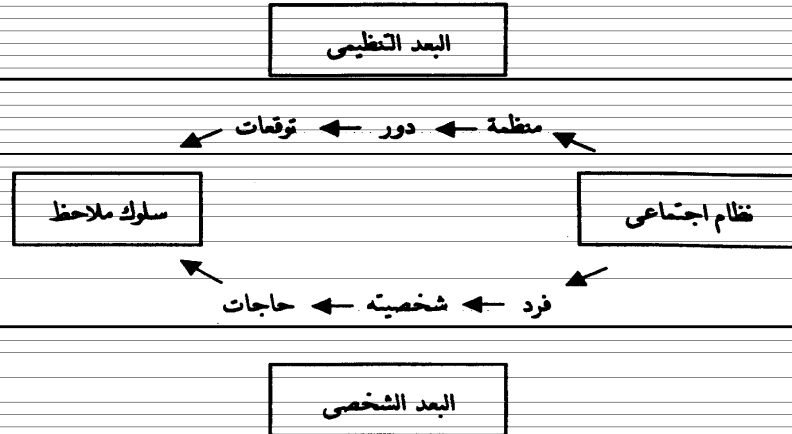 البعد التنظيمى
منظمة دور توقعات
نظام اجتماعى سلوك ملاحظ
فرد شخصيته حاجات
البعد الشخصى